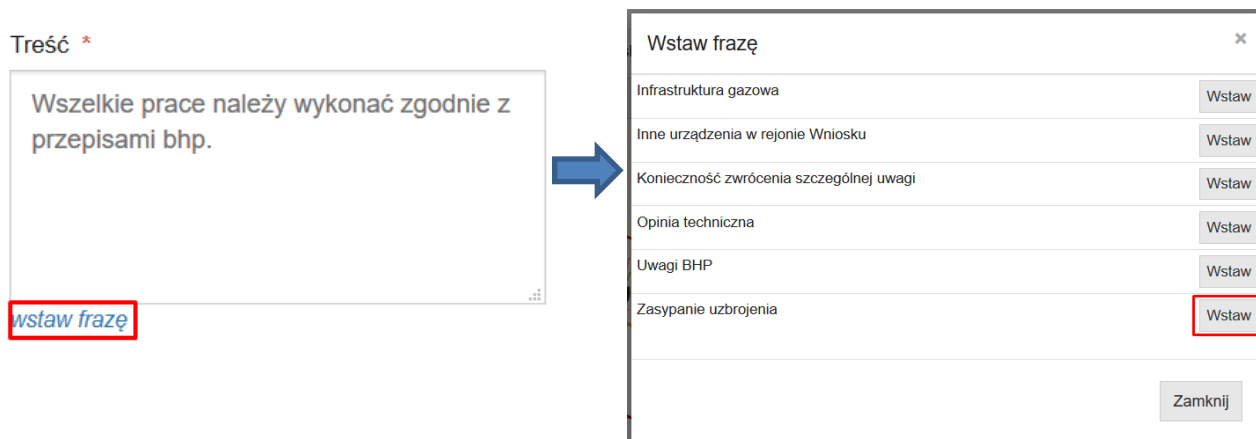 Treść *
Wszelkie prace należy wykonać zgodnie z
przepisami bhp.
wstaw frazę
Wstaw frazę ×
Infrastruktura gazowa Wstaw
Inne urządzenia w rejonie Wniosku Wstaw
Konieczność zwrócenia szczególnej uwagi Wstaw
Opinia techniczna Wstaw
Uwagi BHP Wstaw
Zasypanie uzbrojenia Wstaw
Zamknij